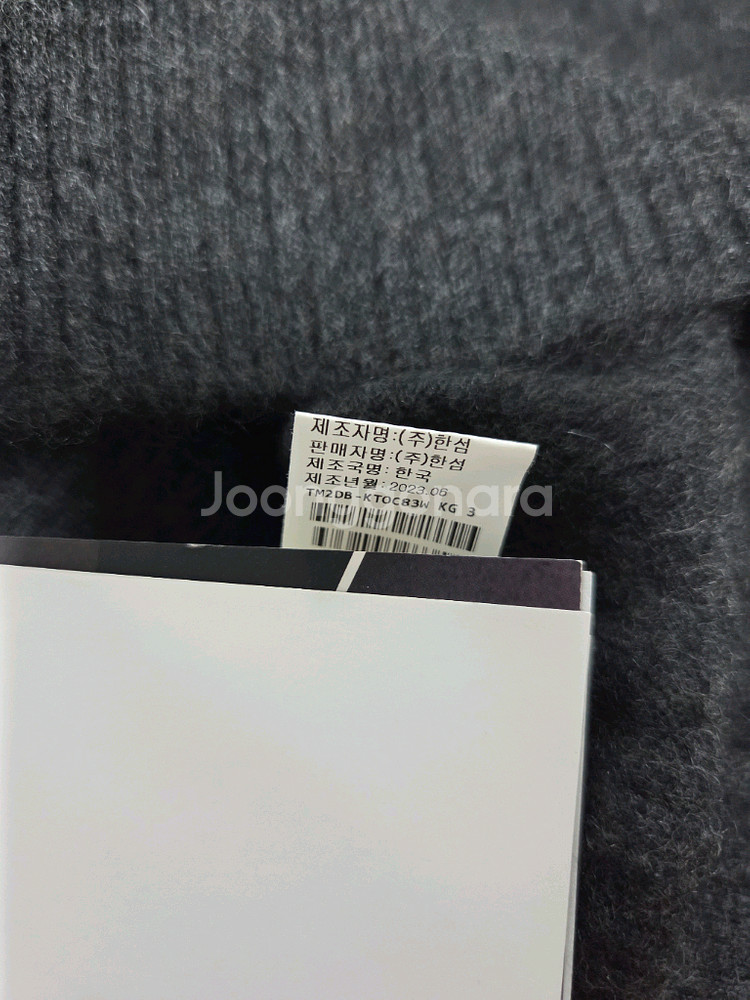 제조자명:(주)한섬
판매자명:(주)한섬
제조국명: 한국
제조년월: 2023.06
TM2DB-KTOC83W KG 3
Joonggonara